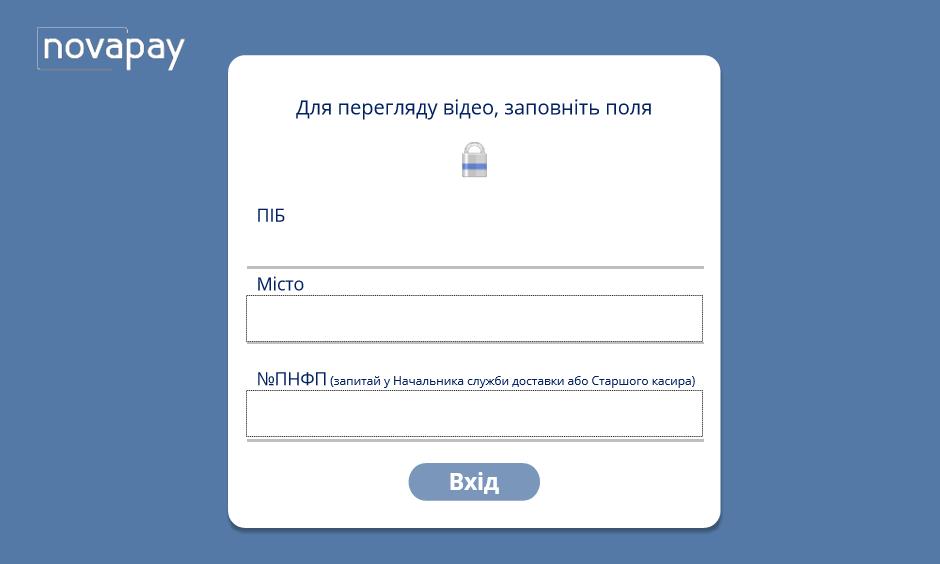 novapay
Для перегляду відео, заповніть поля
ПІБ
Місто
№ПНФП (запитай у Начальника служби доставки або Старшого касира)
Вхід